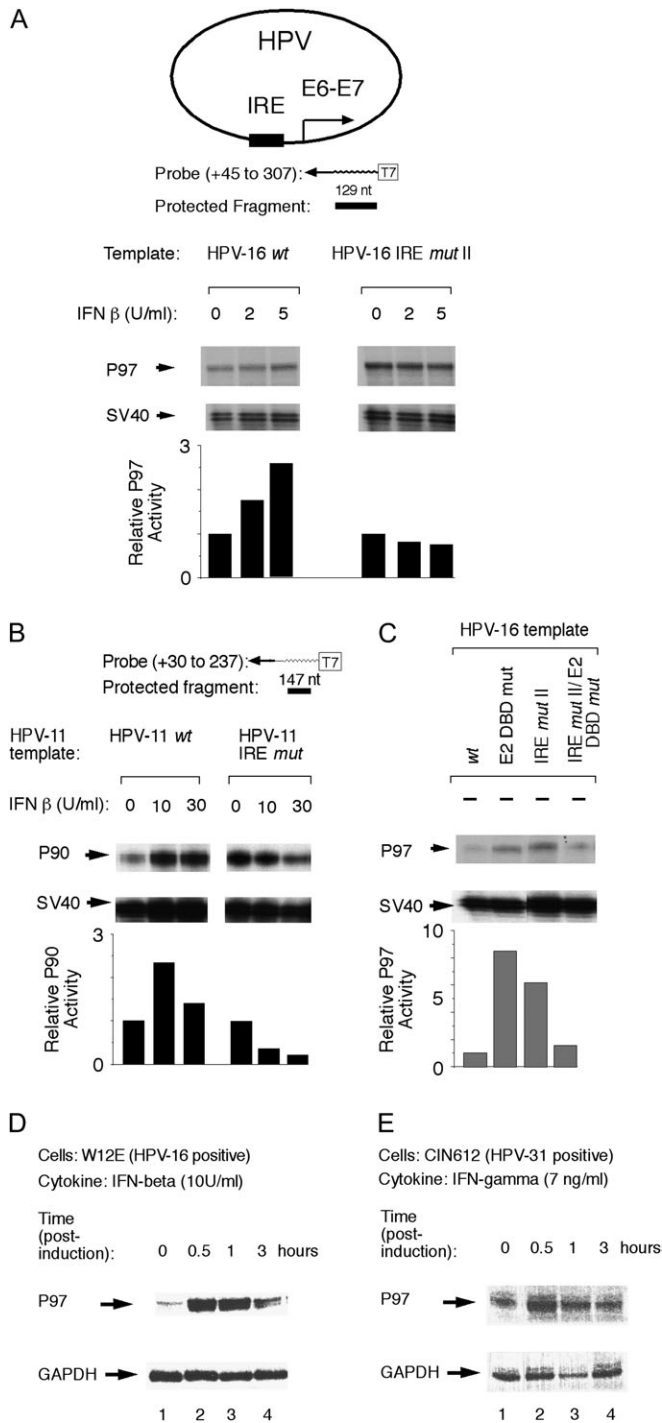 A
HPV
E6-E7
IRE
Probe (+45 to 307): T7
129 nt
Protected Fragment:
Template: HPV-16 wt HPV-16 IRE mut II
IFN β (U/ml): 0 2 5 0 2 5
P97
SV40
3
Relative P97
Activity
0
B
Probe (+30 to 237): T7
147 nt
Protected fragment:
HPV-11
template: HPV-11 wt HPV-11
IRE mut
IFN β (U/ml): 0 10 30 0 10 30
P90
SV40
3
Relative P90
Activity
0
C
HPV-16 template
wt
E2 DBD mut
IRE mut II
IRE mut II/ E2
DBD mut
– – – –
P97
SV40
10
5
0
Relative P97
Activity
D
Cells: W12E (HPV-16 positive)
Cytokine: IFN-beta (10U/ml)
Time
(post-
induction): 0 0.5 1 3 hours
P97
GAPDH
1 2 3 4
E
Cells: CIN612 (HPV-31 positive)
Cytokine: IFN-gamma (7 ng/ml)
Time
(post-
induction): 0 0.5 1 3 hours
P97
GAPDH
1 2 3 4